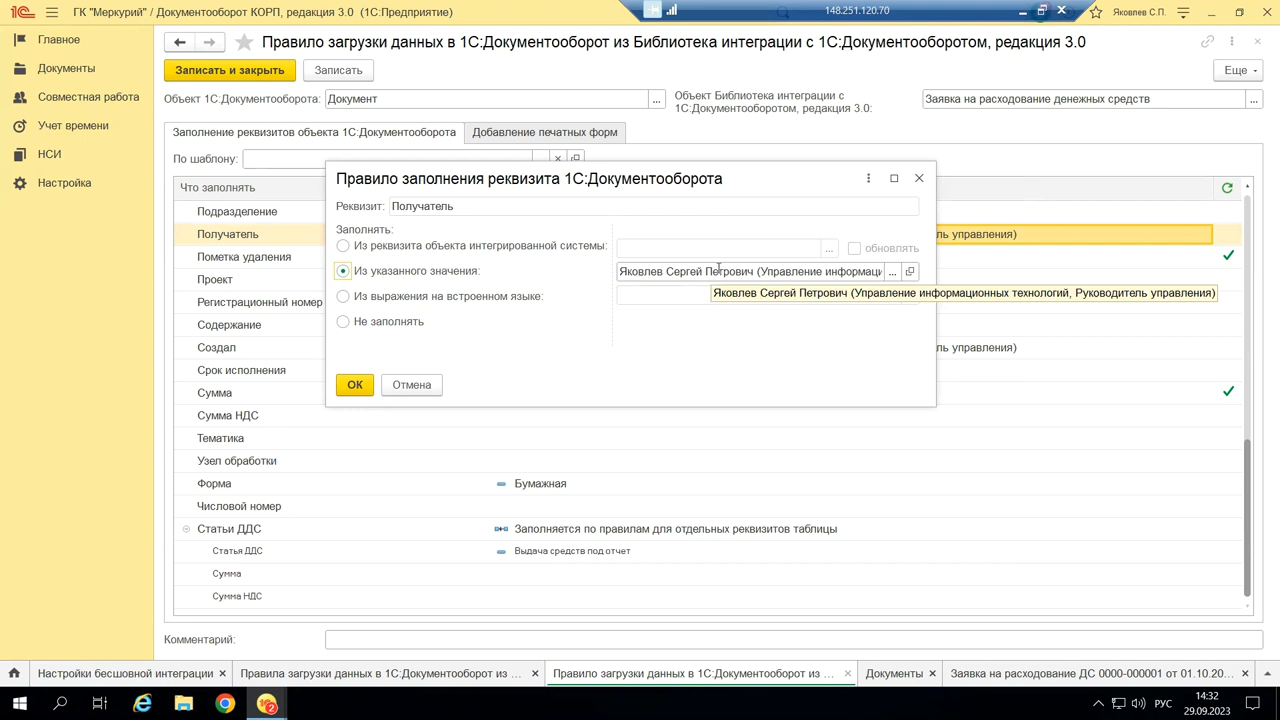 ГК "Меркурий" / Документооборот КОРП, редакция 3.0 (1С:Предприятие)
148.251.120.70
Яковлев С.П.
Главное
Документы
Совместная работа
Учет времени
НСИ
Настройка
Правило загрузки данных в 1С:Документооборот из Библиотека интеграции с 1С:Документооборотом, редакция 3.0
Записать и закрыть
Записать
Еще
Объект 1С:Документооборота:
Документ
...
Объект Библиотека интеграции с
1С:Документооборотом, редакция 3.0:
Заявка на расходование денежных средств
...
Заполнение реквизитов объекта 1С:Документооборота
Добавление печатных форм
По шаблону:
Что заполнять
Подразделение
Получатель
ль управления)
Пометка удаления
Проект
Регистрационный номер
Содержание
Создал
ль управления)
Срок исполнения
Сумма
Сумма НДС
Тематика
Узел обработки
Форма
Бумажная
Числовой номер
Статьи ДДС
Заполняется по правилам для отдельных реквизитов таблицы
Статья ДДС
Выдача средств под отчет
Сумма
Сумма НДС
Комментарий:
Правило заполнения реквизита 1С:Документооборота
Реквизит:
Получатель
Заполнять:
Из реквизита объекта интегрированной системы:
...
обновлять
Из указанного значения:
Яковлев Сергей Петрович (Управление информаци
...
Яковлев Сергей Петрович (Управление информационных технологий, Руководитель управления)
Из выражения на встроенном языке:
Не заполнять
ОК
Отмена
Настройки бесшовной интеграции
Правила загрузки данных в 1С:Документооборот из ...
Правило загрузки данных в 1С:Документооборот из ...
Документы
Заявка на расходование ДС 0000-000001 от 01.10.20...
2
РУС
14:32
29.09.2023